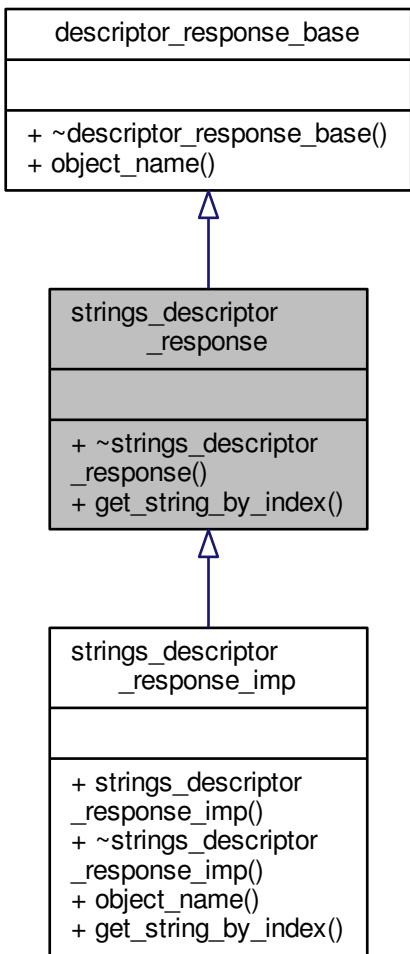 descriptor_response_base
+ ~descriptor_response_base()
+ object_name()
strings_descriptor
_response
+ ~strings_descriptor
_response()
+ get_string_by_index()
strings_descriptor
_response_imp
+ strings_descriptor
_response_imp()
+ ~strings_descriptor
_response_imp()
+ object_name()
+ get_string_by_index()